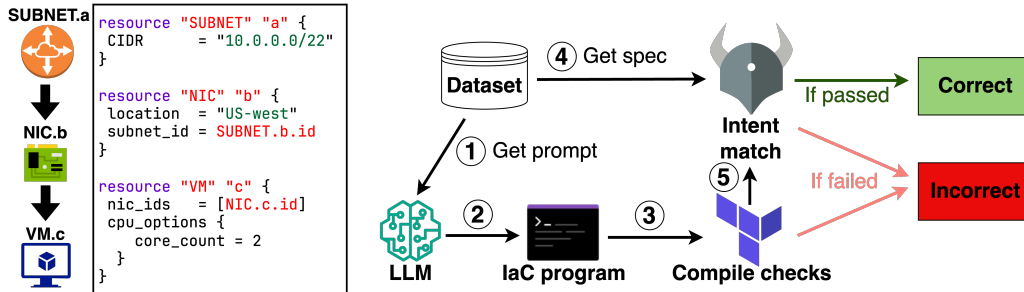 SUBNET.a
NIC.b
VM.c
resource "SUBNET" "a" {
CIDR = "10.0.0.0/22"
}
resource "NIC" "b" {
location = "US-west"
subnet_id = SUBNET.b.id
}
resource "VM" "c" {
nic_ids = [NIC.c.id]
cpu_options {
core_count = 2
}
}
Dataset
4 Get spec
Intent
match
If passed
Correct
1 Get prompt
If failed
Incorrect
5
2
3
>_
LLM
IaC program
Compile checks